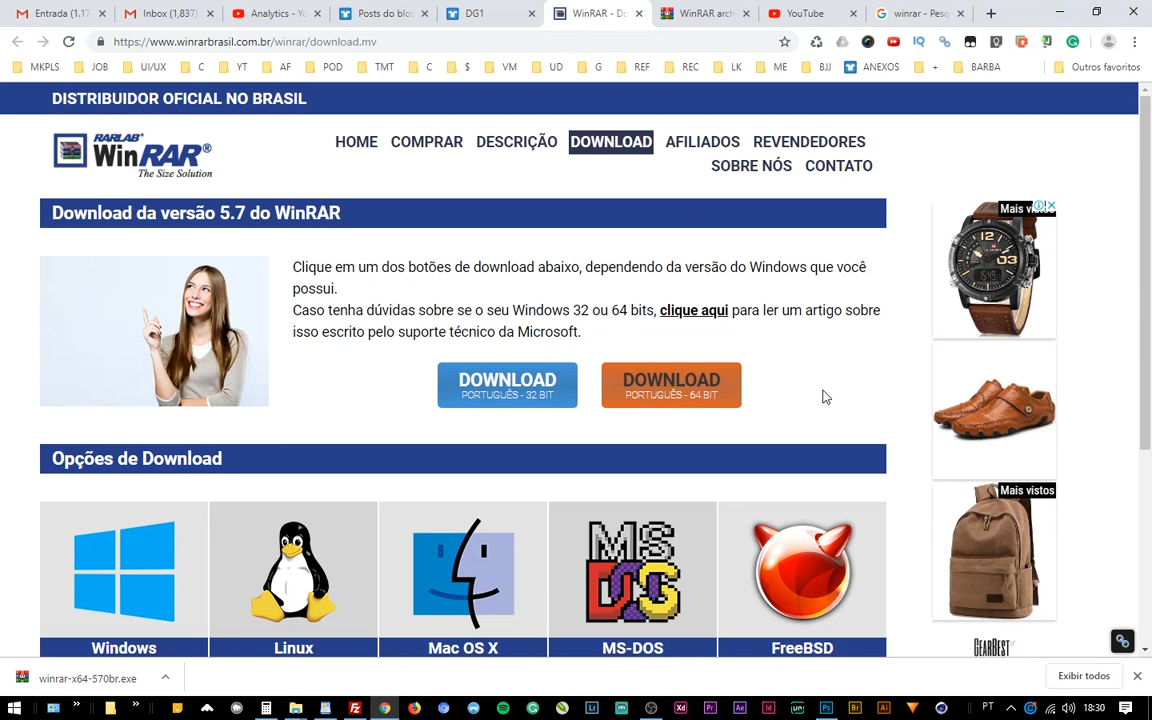 Entrada (1.17
Inbox (1,837)
Analytics - Yo
Posts do blos
DG1
WinRAR - Do
WinRAR arch
YouTube
winrar - Pesq
https://www.winrarbrasil.com.br/winrar/download.mv
MKPLS
JOB
UI/UX
C
YT
AF
POD
TMT
C
$
VM
UD
G
REF
REC
LK
ME
BJJ
ANEXOS
+
BARBA
Outros favoritos
DISTRIBUIDOR OFICIAL NO BRASIL
RARLAB®
WinRAR®
The Size Solution
HOME COMPRAR DESCRIÇÃO DOWNLOAD AFILIADOS REVENDEDORES
SOBRE NÓS CONTATO
Download da versão 5.7 do WinRAR
Clique em um dos botões de download abaixo, dependendo da versão do Windows que você
possui.
Caso tenha dúvidas sobre se o seu Windows 32 ou 64 bits, clique aqui para ler um artigo sobre
isso escrito pelo suporte técnico da Microsoft.
DOWNLOAD
PORTUGUÊS - 32 BIT
DOWNLOAD
PORTUGUÊS - 64 BIT
Mais vistos
Mais vistos
GEARBEST
Opções de Download
MS
DOS
Windows
Linux
Mac OS X
MS-DOS
FreeBSD
winrar-x64-570br.exe
Exibir todos
PT
18:30